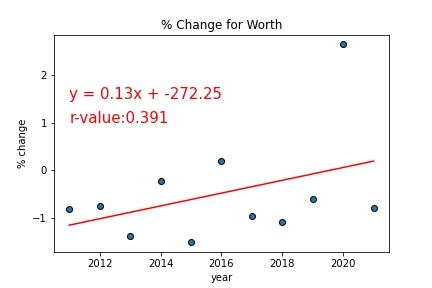 % Change for Worth
y = 0.13x + -272.25
r-value:0.391
% change
2
1
0
−1
2012 2014 2016 2018 2020
year